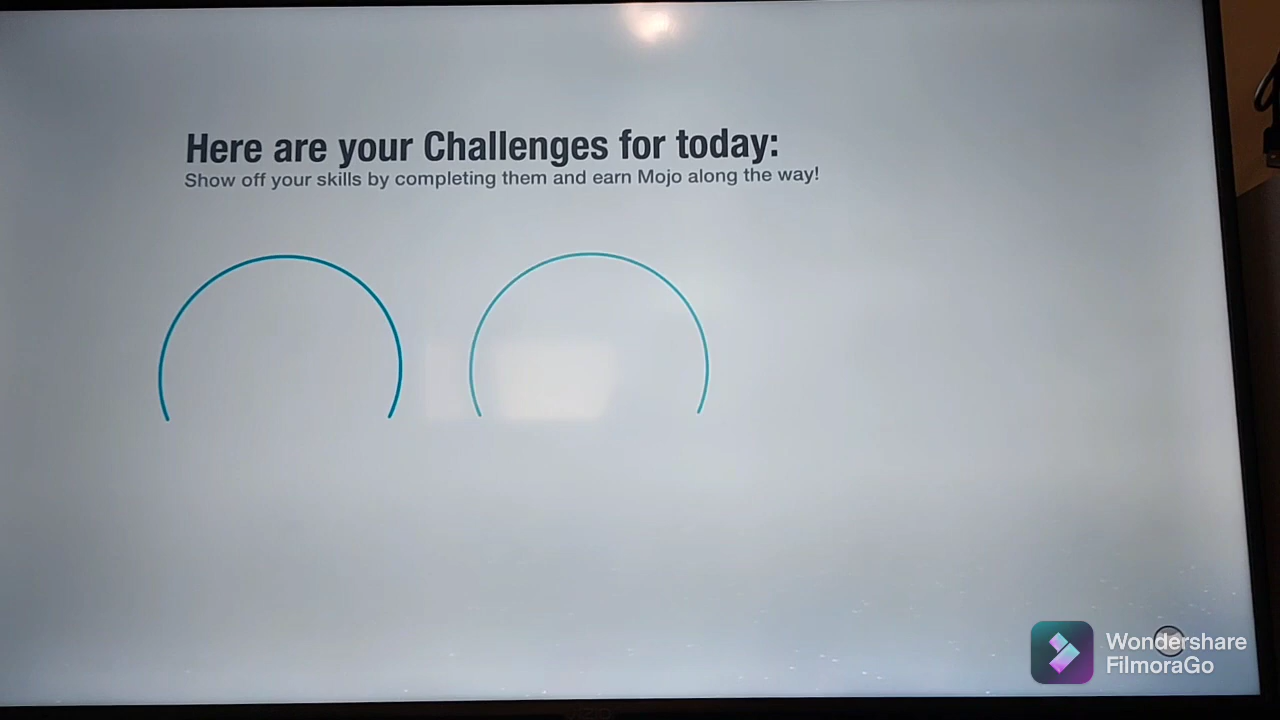 Here are your Challenges for today:
Show off your skills by completing them and earn Mojo along the way!
Wondershare
FilmoraGo